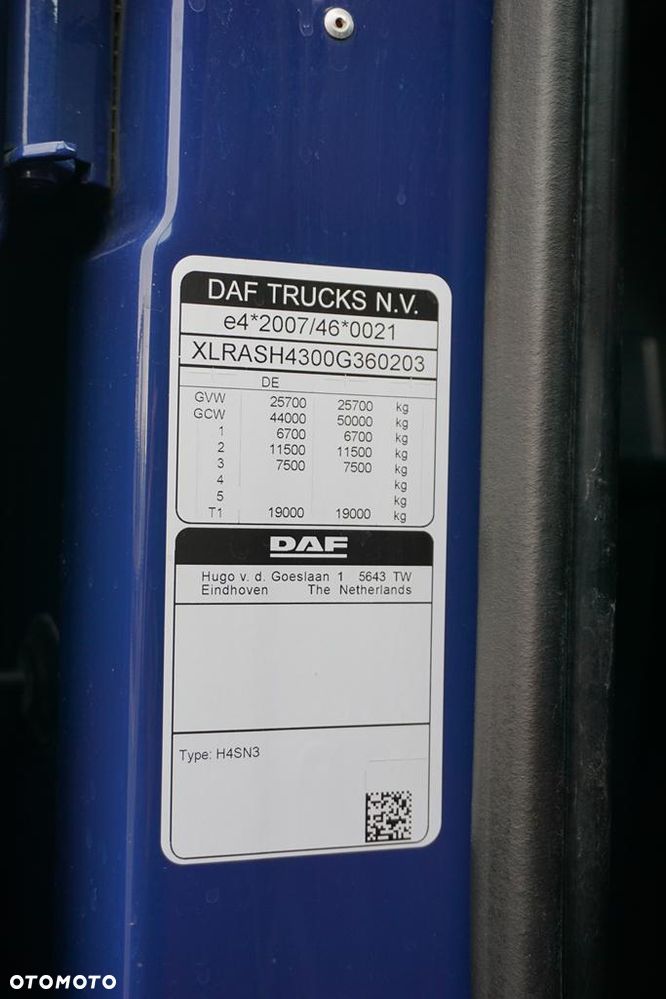 DAF TRUCKS N.V.
e4*2007/46*0021
XLRASH4300G360203
DE
GVW 25700 25700 kg
GCW 44000 50000 kg
1 6700 6700 kg
2 11500 11500 kg
3 7500 7500 kg
4 kg
5 kg
T1 19000 19000 kg
DAF
Hugo v. d. Goeslaan 1 5643 TW
Eindhoven The Netherlands
Type: H4SN3
OTOMOTO